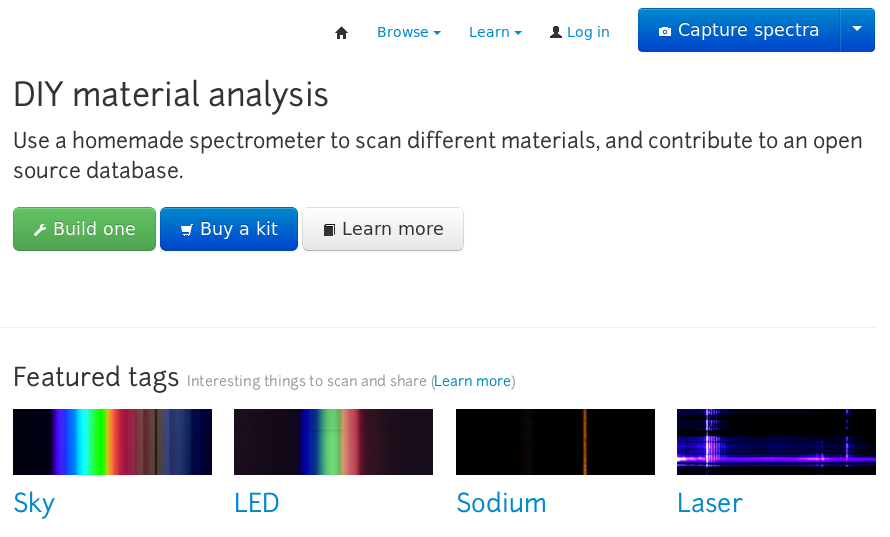 Browse Learn Log in Capture spectra
DIY material analysis
Use a homemade spectrometer to scan different materials, and contribute to an open
source database.
Build one Buy a kit Learn more
Featured tags Interesting things to scan and share (Learn more)
Sky LED Sodium Laser